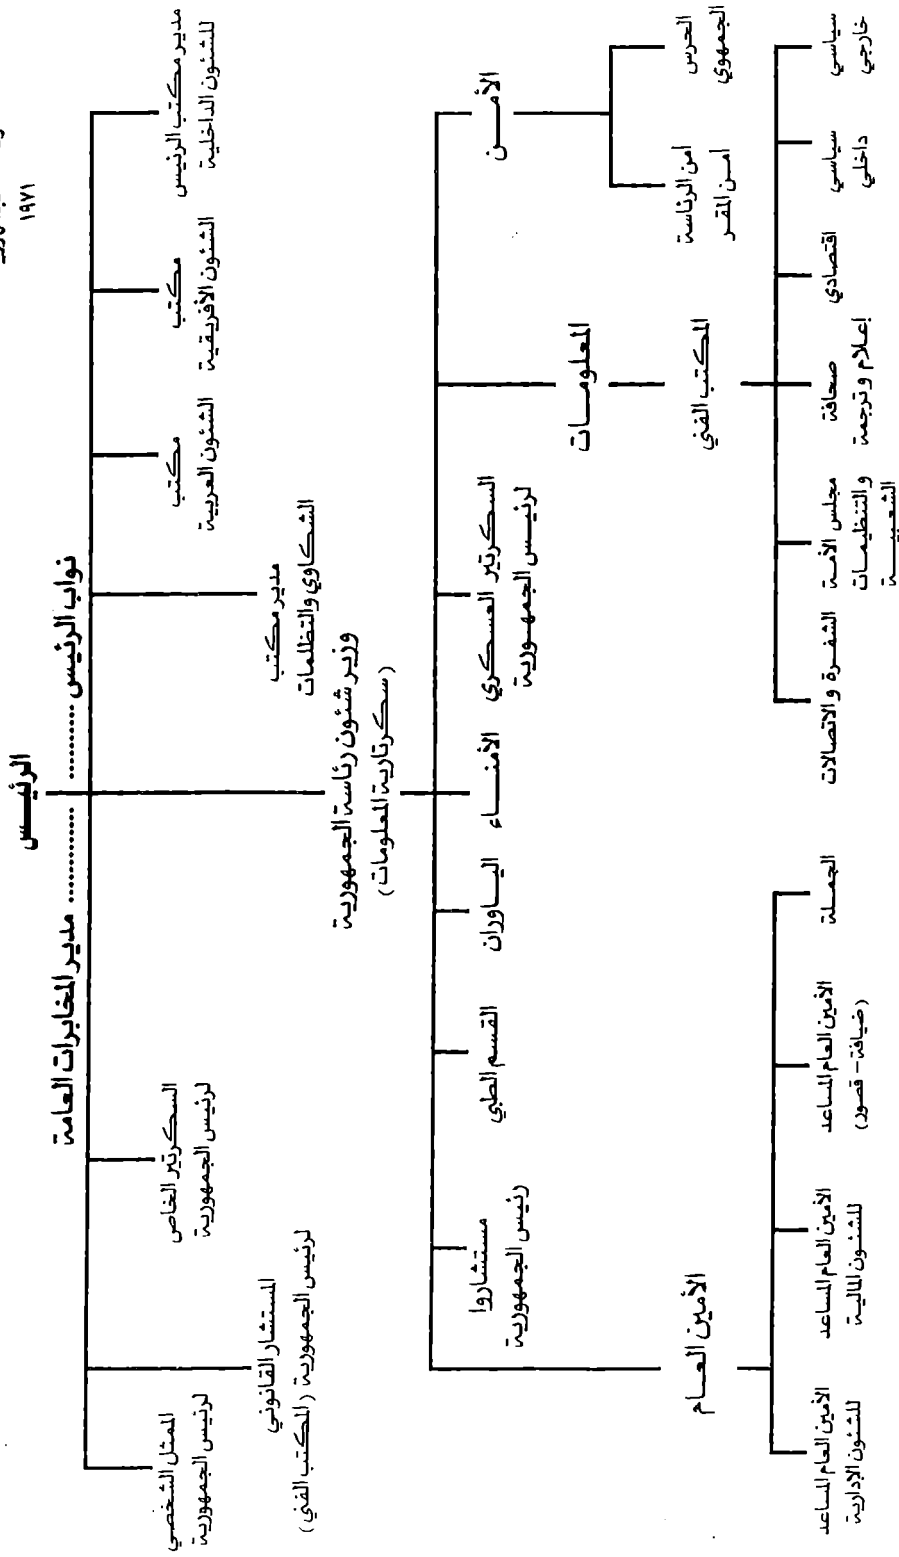 ١٩٧١
الرئيس
نواب الرئيس ........... مدير المخابرات العامة
مدير مكتب الرئيس
للشئون الداخلية
مكتب
الشئون الأفريقية
مكتب
الشئون العربية
مدير مكتب
الشكاوي والتظلمات
السكرتير الخاص
لرئيس الجمهورية
المستشار القانوني
لرئيس الجمهورية (المكتب الفني)
الممثل الشخصي
لرئيس الجمهورية
وزير شئون رئاسة الجمهورية
(سكرتارية المعلومات)
الأمن
الحرس
الجمهوي
امن الرئاسة
امن المقر
المعلومات
المكتب الفني
السكرتير العسكري
لرئيس الجمهورية
الأمناء
الياوران
القسم الطبي
مستشاروا
رئيس الجمهورية
الأمين العام
سياسي
خارجي
سياسي
داخلي
اقتصادي
صحافة
إعلام وترجمة
مجلس الأمة
والتنظيمات
الشعبية
الشفرة والاتصالات
الجملة
الأمين العام المساعد
(ضيافة - قصور)
الأمين العام المساعد
للشئون المالية
الأمين العام المساعد
للشئون الإدارية